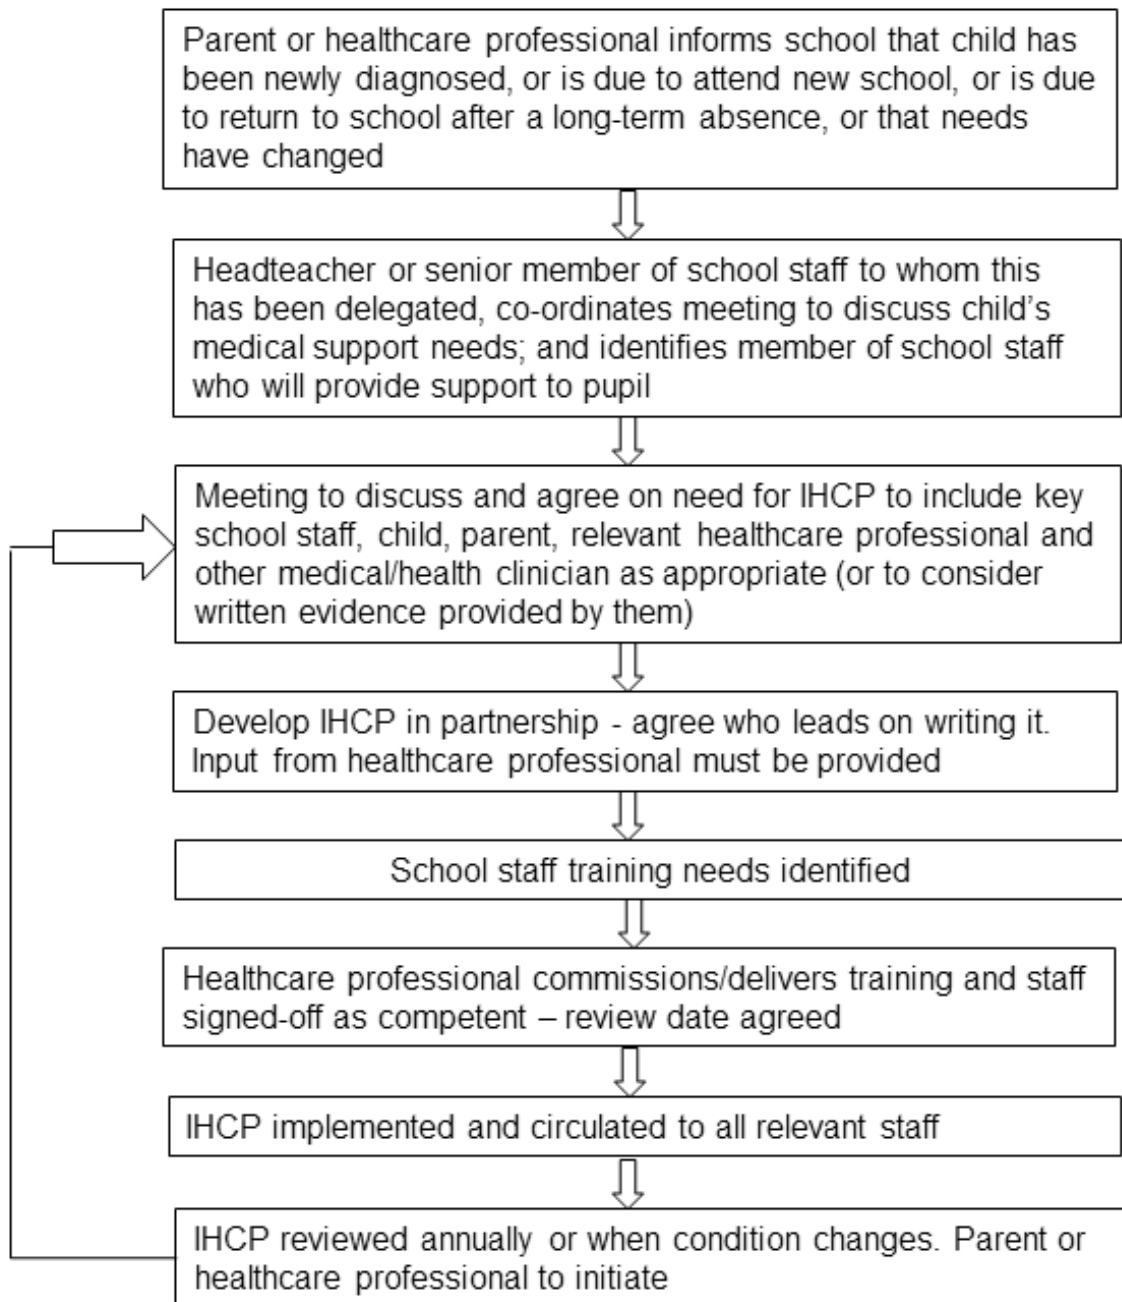 Parent or healthcare professional informs school that child has
been newly diagnosed, or is due to attend new school, or is due
to return to school after a long-term absence, or that needs
have changed
Headteacher or senior member of school staff to whom this
has been delegated, co-ordinates meeting to discuss child's
medical support needs; and identifies member of school staff
who will provide support to pupil
Meeting to discuss and agree on need for IHCP to include key
school staff, child, parent, relevant healthcare professional and
other medical/health clinician as appropriate (or to consider
written evidence provided by them)
Develop IHCP in partnership - agree who leads on writing it.
Input from healthcare professional must be provided
School staff training needs identified
Healthcare professional commissions/delivers training and staff
signed-off as competent – review date agreed
IHCP implemented and circulated to all relevant staff
IHCP reviewed annually or when condition changes. Parent or
healthcare professional to initiate